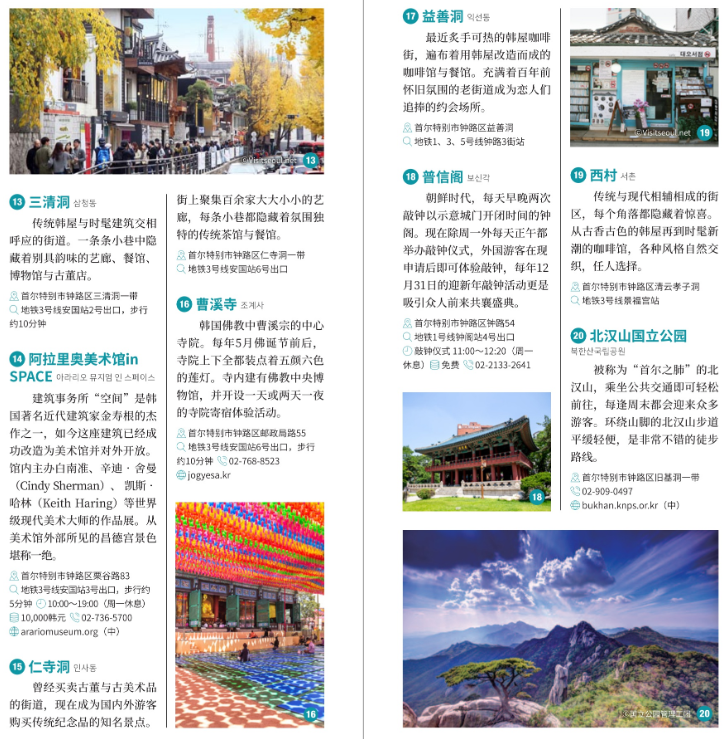 ©Visitseoul.net 13
13 三清洞 삼청동
传统韩屋与时髦建筑交相
呼应的街道。一条条小巷中隐
藏着别具韵味的艺廊、餐馆、
博物馆与古董店。
首尔特别市钟路区三清洞一带
地铁3号线安国站2号出口，步行
约10分钟
14 阿拉里奥美术馆in
SPACE 아라리오 뮤지엄 인 스페이스
建筑事务所“空间”是韩
国著名近代建筑家金寿根的杰
作之一，如今这座建筑已经成
功改造为美术馆并对外开放。
馆内主办白南淮、辛迪·舍曼
（Cindy Sherman）、凯斯·
哈林（Keith Haring）等世界
级现代美术大师的作品展。从
美术馆外部所见的昌德宫景色
堪称一绝。
首尔特别市钟路区栗谷路83
地铁3号线安国站3号出口，步行约
5分钟 10:00～19:00（周一休息）
10,000韩元 02-736-5700
arariomuseum.org（中）
15 仁寺洞 인사동
曾经买卖古董与古美术品
的街道，现在成为国内外游客
购买传统纪念品的知名景点。
街上聚集百余家大大小小的艺
廊，每条小巷都隐藏着氛围独
特的传统茶馆与餐馆。
首尔特别市钟路区仁寺洞一带
地铁3号线安国站6号出口
16 曹溪寺 조계사
韩国佛教中曹溪宗的中心
寺院。每年5月佛诞节前后，
寺院上下全都装点着五颜六色
的莲灯。寺内建有佛教中央博
物馆，并开设一天或两天一夜
的寺院寄宿体验活动。
首尔特别市钟路区邮政局路55
地铁3号线安国站6号出口，步行
约10分钟 02-768-8523
jogyesa.kr
16
17 益善洞 익선동
最近炙手可热的韩屋咖啡
街，遍布着用韩屋改造而成的
咖啡馆与餐馆。充满着百年前
怀旧氛围的老街道成为恋人们
追捧的约会场所。
首尔特别市钟路区益善洞
地铁1、3、5号线钟路3街站
18 普信阁 보신각
朝鲜时代，每天早晚两次
敲钟以示意城门开闭时间的钟
阁。现在除周一外每天正午都
举办敲钟仪式，外国游客在现
申请后即可体验敲钟，每年12
月31日的迎新年敲钟活动更是
吸引众人前来共襄盛典。
首尔特别市钟路区钟路54
地铁1号线钟阁站4号出口
敲钟仪式 11:00～12:20（周一
休息） 免费 02-2133-2641
18
태오서점
©Visitseoul.net 19
19 西村 서촌
传统与现代相辅相成的街
区，每个角落都隐藏着惊喜。
从古香古色的韩屋再到时髦新
潮的咖啡馆，各种风格自然交
织，任人选择。
首尔特别市钟路区清云孝子洞
地铁3号线景福宫站
20 北汉山国立公园
북한산국립공원
被称为“首尔之肺”的北
汉山，乘坐公共交通即可轻松
前往，每逢周末都会迎来众多
游客。环绕山脚的北汉山步道
平缓轻便，是非常不错的徒步
路线。
首尔特别市钟路区旧基洞一带
02-909-0497
bukhan.knps.or.kr（中）
©国立公园管理工团 20